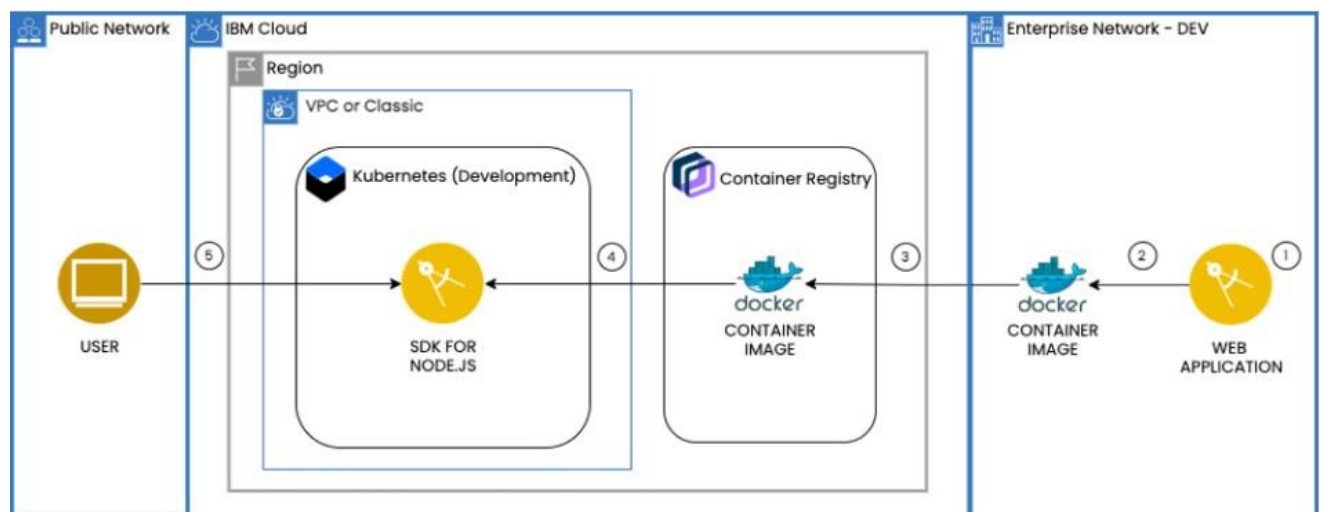 Public Network
IBM Cloud
Enterprise Network - DEV
Region
VPC or Classic
Kubernetes (Development)
Container Registry
5
4
3
2
1
docker
docker
USER
SDK FOR
NODE.JS
CONTAINER
IMAGE
CONTAINER
IMAGE
WEB
APPLICATION